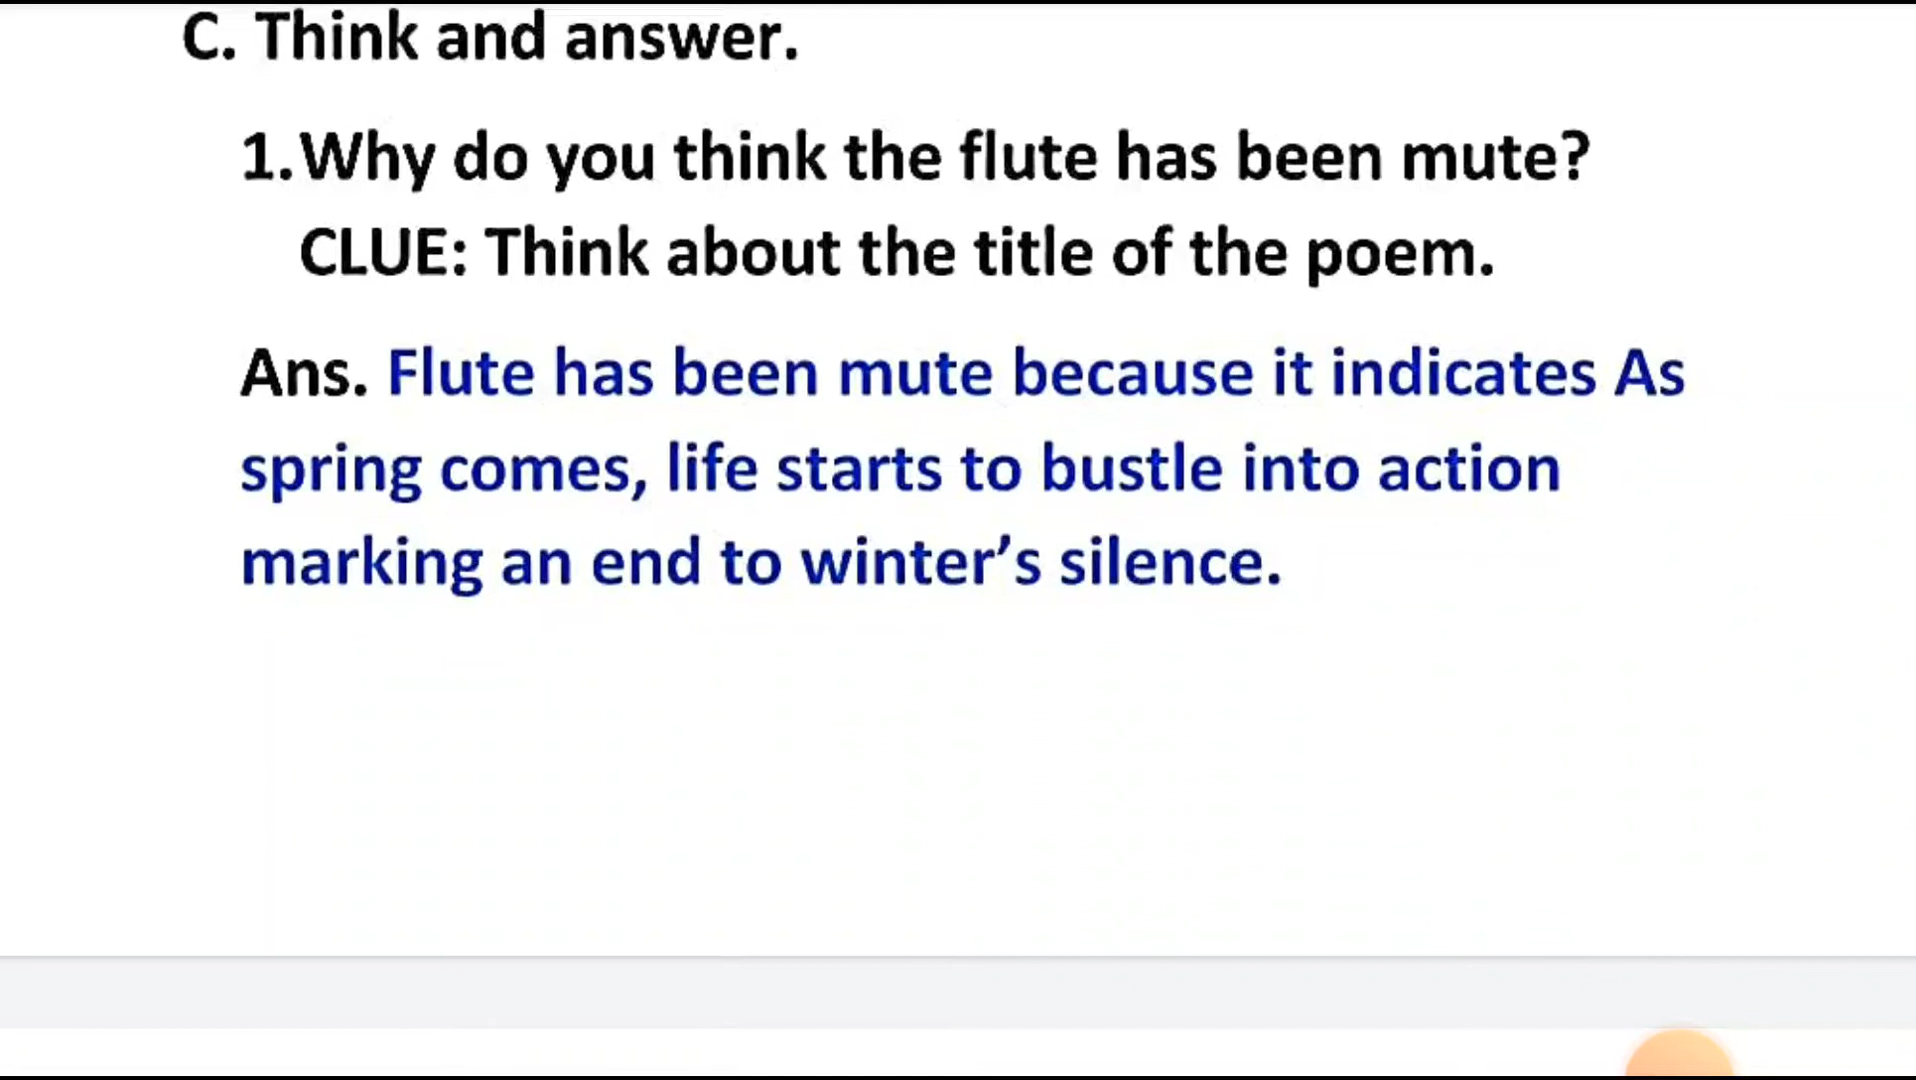 C. Think and answer.
1.Why do you think the flute has been mute?
CLUE: Think about the title of the poem.
Ans. Flute has been mute because it indicates As
spring comes, life starts to bustle into action
marking an end to winter’s silence.